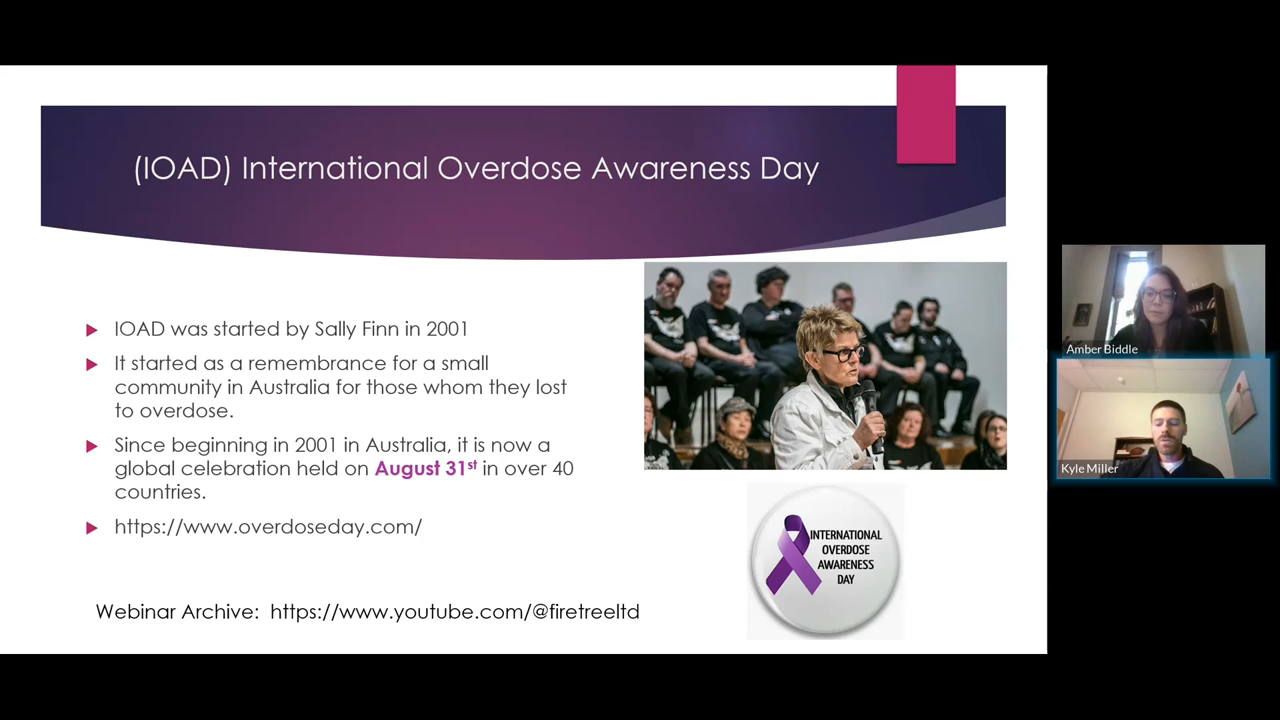 (IOAD) International Overdose Awareness Day
IOAD was started by Sally Finn in 2001
It started as a remembrance for a small
community in Australia for those whom they lost
to overdose.
Since beginning in 2001 in Australia, it is now a
global celebration held on August 31st in over 40
countries.
https://www.overdoseday.com/
INTERNATIONAL
OVERDOSE
AWARENESS
DAY
Webinar Archive: https://www.youtube.com/@firetreeltd
Amber Biddle
Kyle Miller